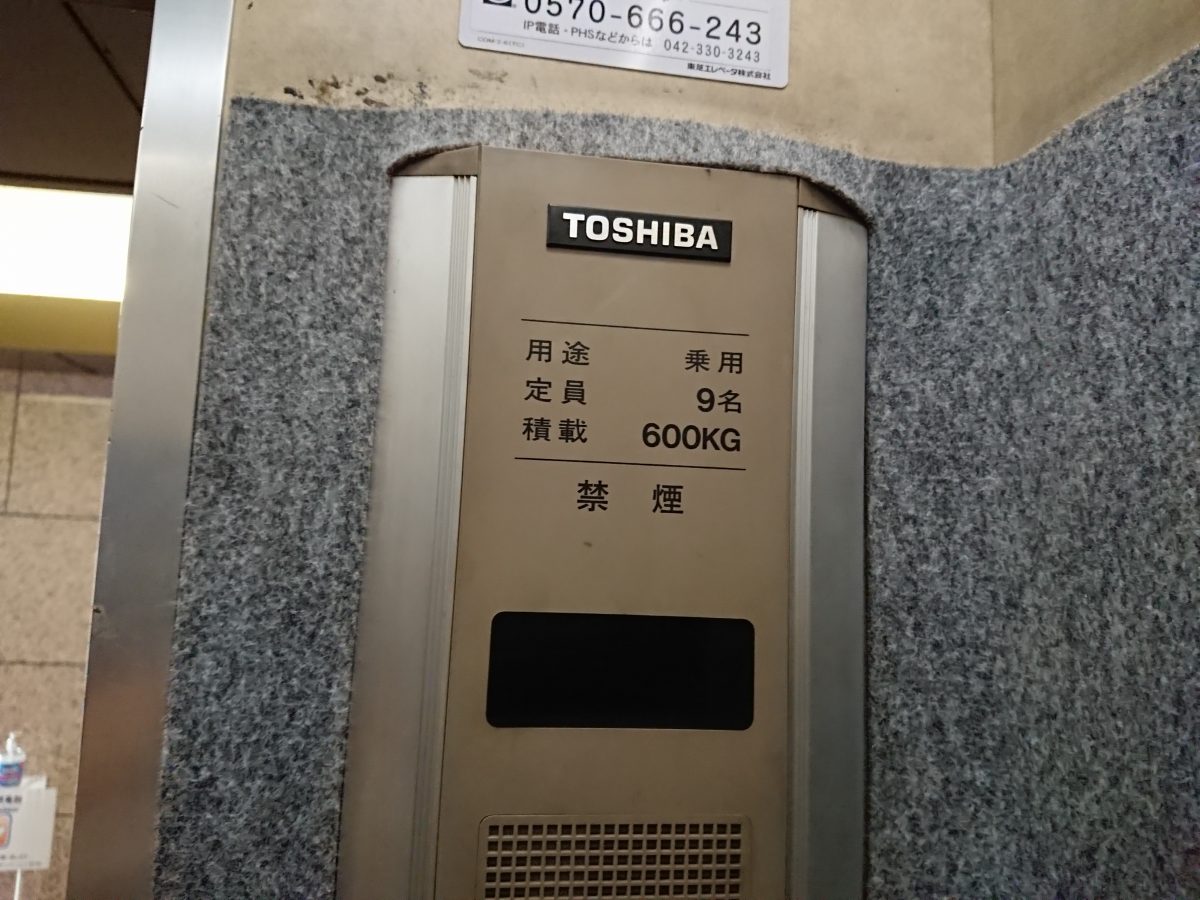 0570-666-243
IP電話・PHSなどからは 042-330-3243
東芝エレベータ株式会社
TOSHIBA
用途 乗用
定員 9名
積載 600KG
禁 煙